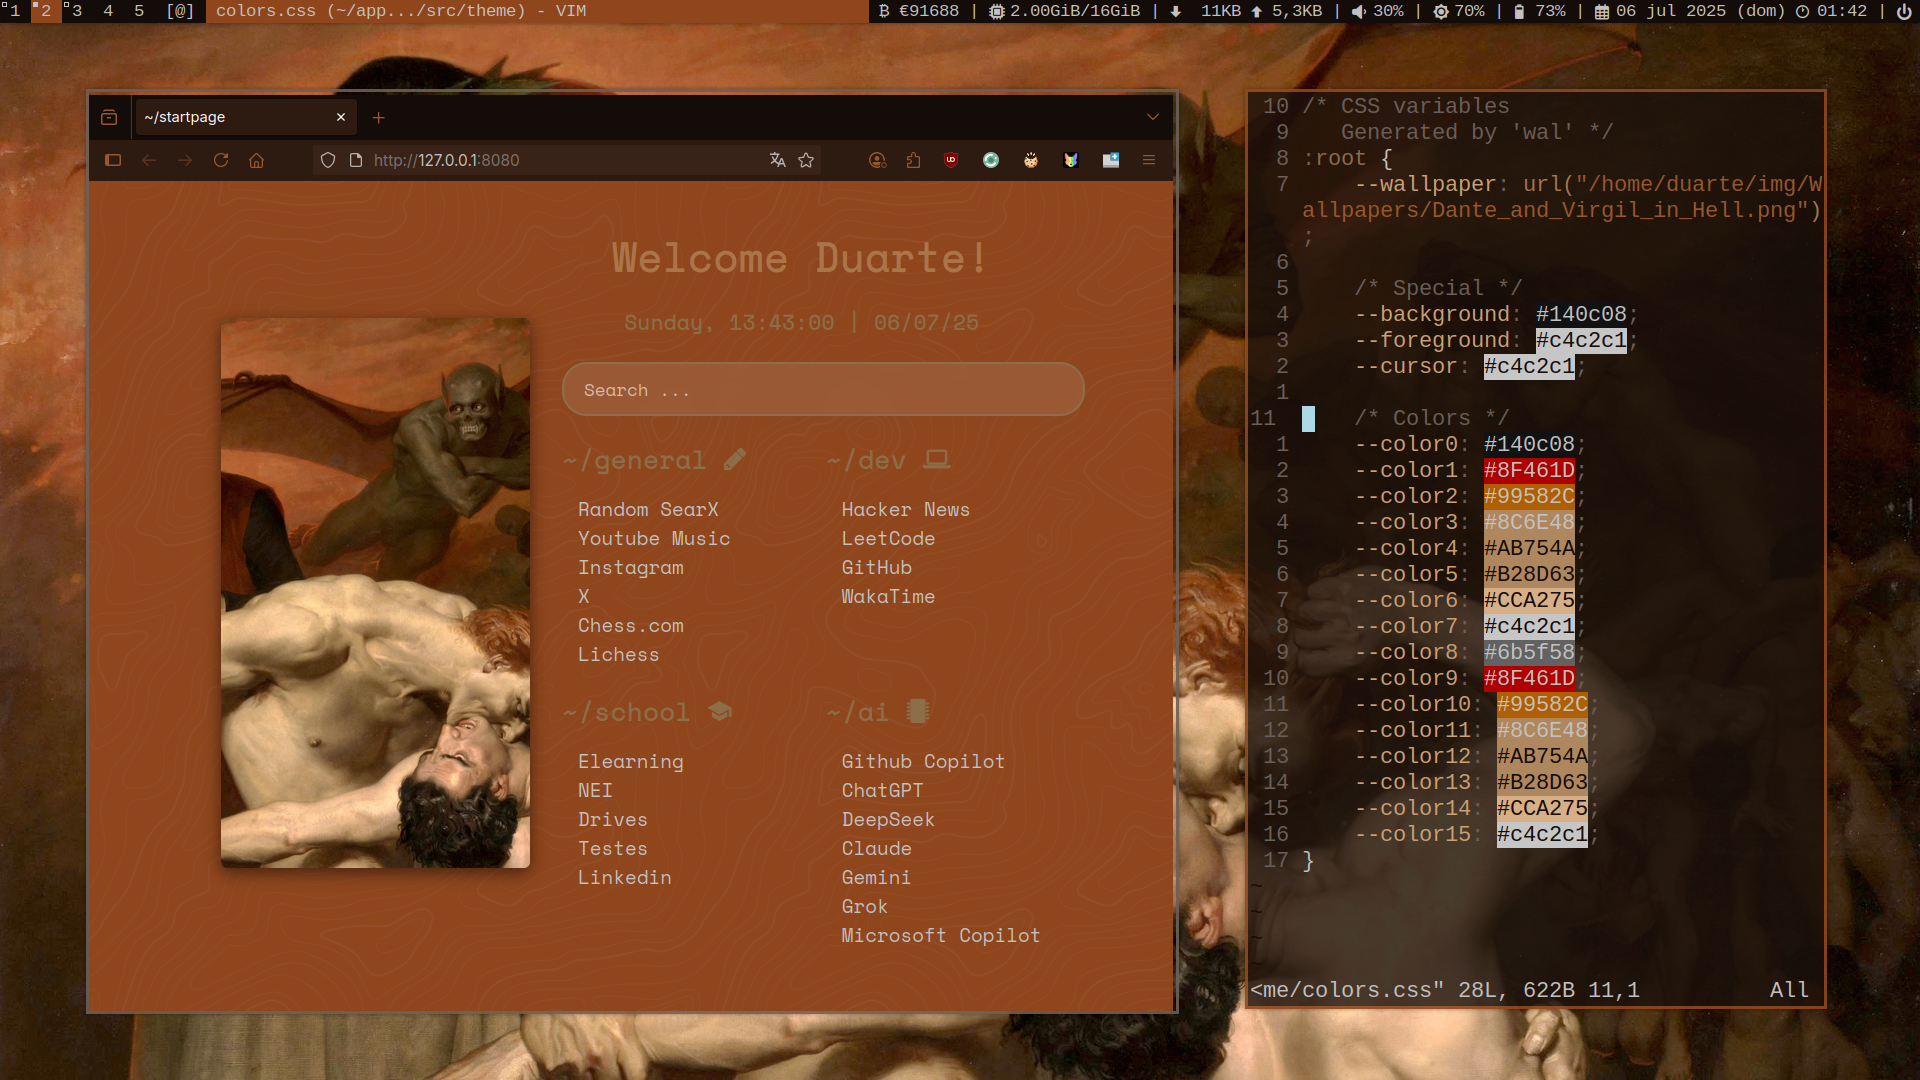 1 2 3 4 5 [@] colors.css (~/app.../src/theme) - VIM
€91688 | 2.00GiB/16GiB | 11KB 5,3KB | 30% | 70% | 73% | 06 jul 2025 (dom) 01:42 |
~/startpage
http://127.0.0.1:8080
Welcome Duarte!
Sunday, 13:43:00 | 06/07/25
Search ...
~/general
Random SearX
Youtube Music
Instagram
X
Chess.com
Lichess
~/dev
Hacker News
LeetCode
GitHub
WakaTime
~/school
Elearning
NEI
Drives
Testes
Linkedin
~/ai
Github Copilot
ChatGPT
DeepSeek
Claude
Gemini
Grok
Microsoft Copilot
10 /* CSS variables
9    Generated by 'wal' */
8 :root {
7     --wallpaper: url("/home/duarte/img/W
allpapers/Dante_and_Virgil_in_Hell.png")
;
6
5     /* Special */
4     --background: #140c08;
3     --foreground: #c4c2c1;
2     --cursor: #c4c2c1;
1
11     /* Colors */
1     --color0: #140c08;
2     --color1: #8F461D;
3     --color2: #99582C;
4     --color3: #8C6E48;
5     --color4: #AB754A;
6     --color5: #B28D63;
7     --color6: #CCA275;
8     --color7: #c4c2c1;
9     --color8: #6b5f58;
10     --color9: #8F461D;
11     --color10: #99582C;
12     --color11: #8C6E48;
13     --color12: #AB754A;
14     --color13: #B28D63;
15     --color14: #CCA275;
16     --color15: #c4c2c1;
17 }
~
~
~
~
<me/colors.css" 28L, 622B 11,1 All